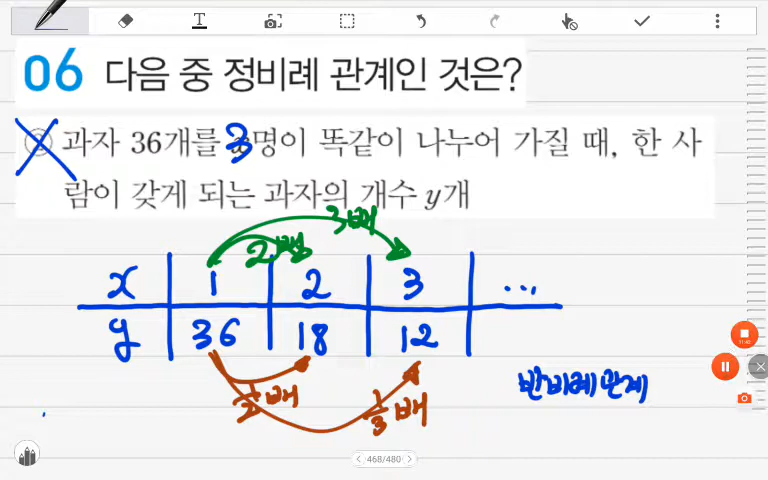 T
06 다음 중 정비례 관계인 것은?
과자 36개를 3명이 똑같이 나누어 가질 때, 한 사
람이 갖게 되는 과자의 개수 y개
3배
2배
x 1 2 3 ...
y 36 18 12
1/2 배 1/3 배
반비례관계
468/480